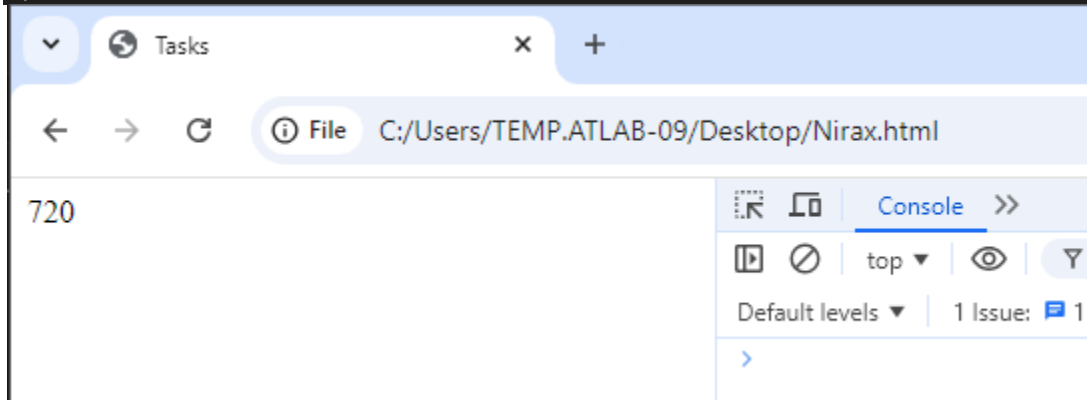 Tasks
File C:/Users/TEMP.ATLAB-09/Desktop/Nirax.html
720
Console
top
Default levels 1 Issue: 1